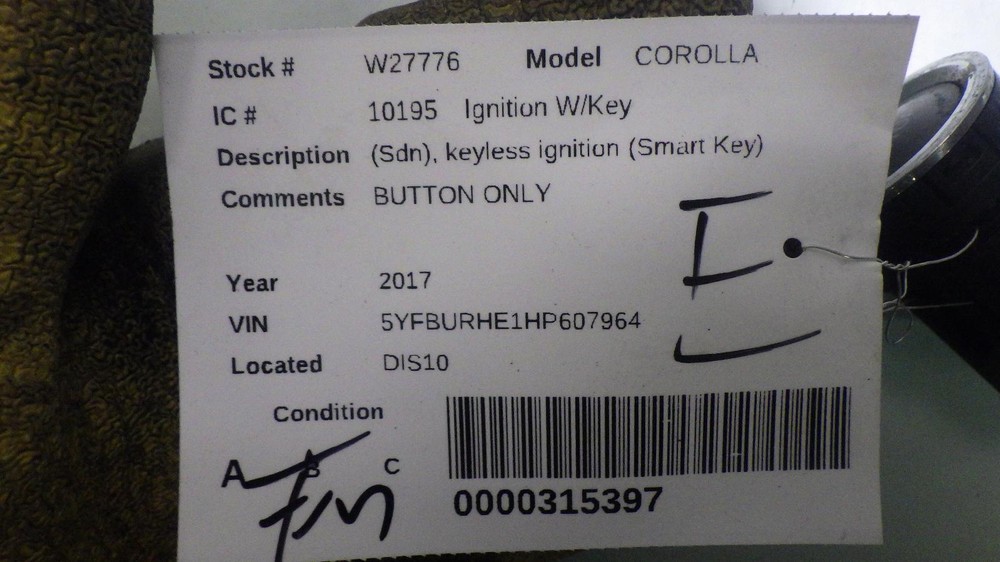 Stock # W27776 Model COROLLA
IC # 10195 Ignition W/Key
Description (Sdn), keyless ignition (Smart Key)
Comments BUTTON ONLY
Year 2017
VIN 5YFBURHE1HP607964
Located DIS10
Condition
A B C
0000315397